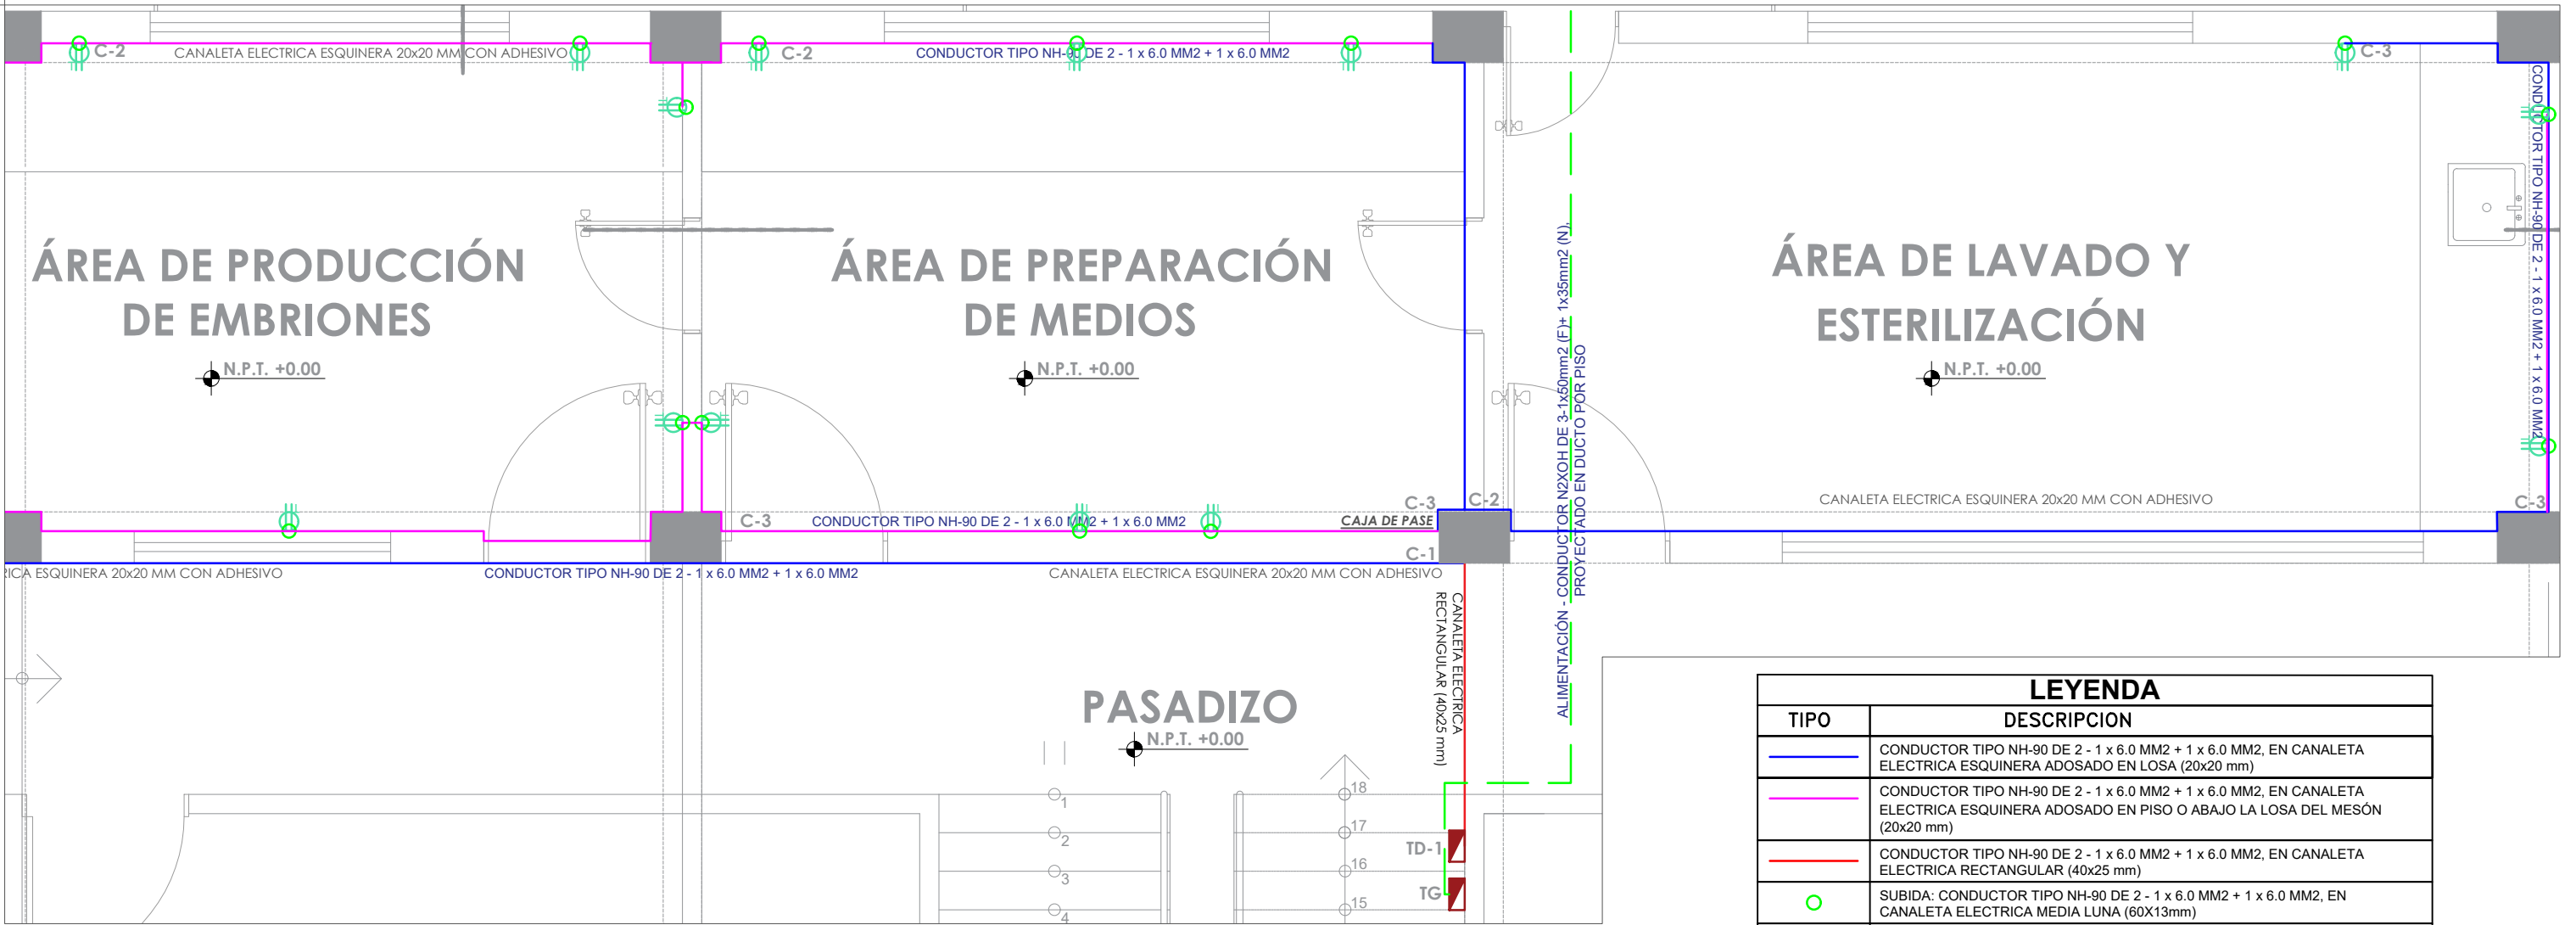 C-2
CANALETA ELECTRICA ESQUINERA 20x20 MM CON ADHESIVO
C-2
CONDUCTOR TIPO NH-90 DE 2 - 1 x 6.0 MM2 + 1 x 6.0 MM2
C-3
CONDUCTOR TIPO NH-90 DE 2 - 1 x 6.0 MM2 + 1 x 6.0 MM2
ÁREA DE PRODUCCIÓN
DE EMBRIONES
N.P.T. +0.00
ÁREA DE PREPARACIÓN
DE MEDIOS
N.P.T. +0.00
ÁREA DE LAVADO Y
ESTERILIZACIÓN
N.P.T. +0.00
ALIMENTACIÓN - CONDUCTOR N2XOH DE 3-1x50mm2 (F)+ 1x35mm2 (N),
PROYECTADO EN DUCTO POR PISO
C-3
CONDUCTOR TIPO NH-90 DE 2 - 1 x 6.0 MM2 + 1 x 6.0 MM2
C-3
C-2
CAJA DE PASE
C-1
CANALETA ELECTRICA ESQUINERA 20x20 MM CON ADHESIVO
C-3
ESQUINERA 20x20 MM CON ADHESIVO
CONDUCTOR TIPO NH-90 DE 2 - 1 x 6.0 MM2 + 1 x 6.0 MM2
CANALETA ELECTRICA ESQUINERA 20x20 MM CON ADHESIVO
CANALETA ELECTRICA
RECTANGULAR (40x25 mm)
PASADIZO
N.P.T. +0.00
1
2
3
4
18
17
16
15
TD-1
TG
LEYENDA
TIPO
DESCRIPCION
CONDUCTOR TIPO NH-90 DE 2 - 1 x 6.0 MM2 + 1 x 6.0 MM2, EN CANALETA
ELECTRICA ESQUINERA ADOSADO EN LOSA (20x20 mm)
CONDUCTOR TIPO NH-90 DE 2 - 1 x 6.0 MM2 + 1 x 6.0 MM2, EN CANALETA
ELECTRICA ESQUINERA ADOSADO EN PISO O ABAJO LA LOSA DEL MESÓN
(20x20 mm)
CONDUCTOR TIPO NH-90 DE 2 - 1 x 6.0 MM2 + 1 x 6.0 MM2, EN CANALETA
ELECTRICA RECTANGULAR (40x25 mm)
SUBIDA: CONDUCTOR TIPO NH-90 DE 2 - 1 x 6.0 MM2 + 1 x 6.0 MM2, EN
CANALETA ELECTRICA MEDIA LUNA (60X13mm)